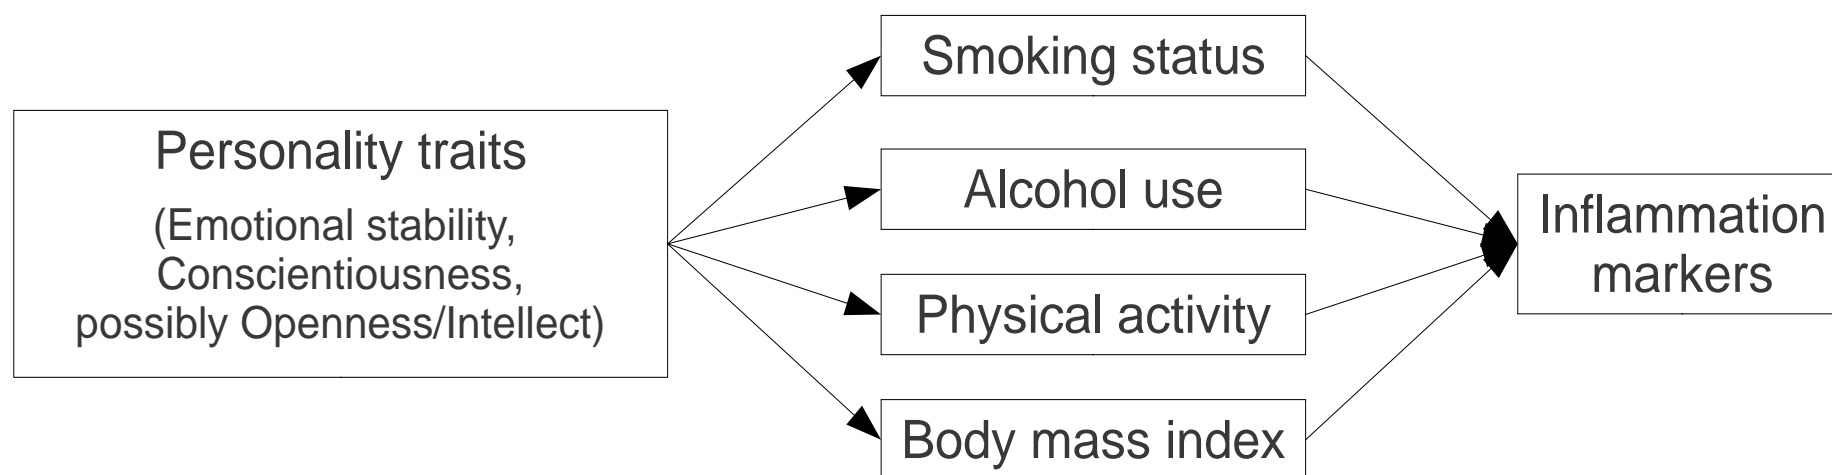 Personality traits
(Emotional stability,
Conscientiousness,
possibly Openness/Intellect)
Smoking status
Alcohol use
Physical activity
Body mass index
Inflammation
markers